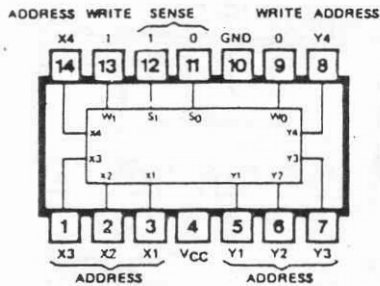 ADDRESS WRITE SENSE WRITE ADDRESS
X4 1 1 0 GND 0 Y4
14 13 12 11 10 9 8
W1 S1 S0 W0
X4 Y4
X3 Y3
X2 X1 Y1 Y2
1 2 3 4 5 6 7
X3 X2 X1 VCC Y1 Y2 Y3
ADDRESS ADDRESS